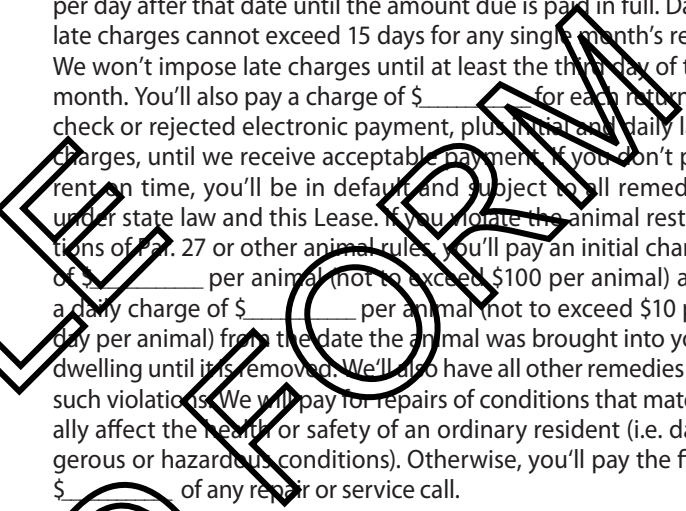 per day after that date until the amount due is paid in full. Da
late charges cannot exceed 15 days for any single month’s re
We won’t impose late charges until at least the third day of t
month. You’ll also pay a charge of $__________ for each return
check or rejected electronic payment, plus initial and daily la
charges, until we receive acceptable payment. If you don’t p
rent on time, you’ll be in default and subject to all remed
under state law and this Lease. If you violate the animal rest
tions of Par. 27 or other animal rules, you’ll pay an initial char
of $__________ per animal (not to exceed $100 per animal) a
a daily charge of $__________ per animal (not to exceed $10 p
day per animal) from the date the animal was brought into yo
dwelling until it is removed. We’ll also have all other remedies
such violations. We will pay for repairs of conditions that mate
ally affect the health or safety of an ordinary resident (i.e. da
gerous or hazardous conditions). Otherwise, you‘ll pay the fi
$__________ of any repair or service call.
LE
O FORM